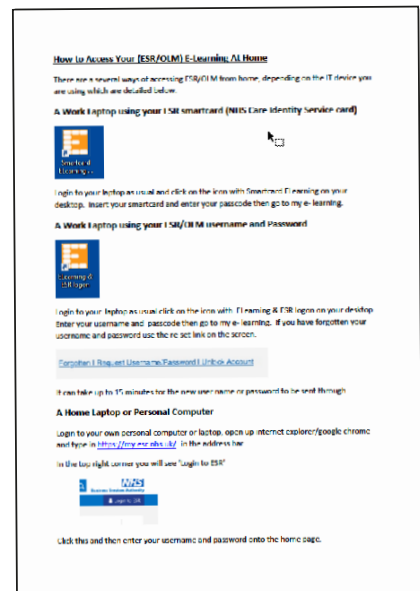 How to Access Your (ESR/OLM) E-Learning At Home
There are a several ways of accessing ESR/OLM from home, depending on the IT device you
are using which are detailed below.
A Work Laptop using your ESR smartcard (NHS Care Identity Service card)
Smartcard
ELearning ...
Login to your laptop as usual and click on the icon with Smartcard ELearning on your
desktop. Insert your smartcard and enter your passcode then go to my e- learning.
A Work Laptop using your ESR/OLM username and Password
ELearning &
ESR logon
Login to your laptop as usual click on the icon with ELearning & ESR logon on your desktop
Enter your username and passcode then go to my e- learning. If you have forgotten your
username and password use the re set link on the screen.
Forgotten | Request Username/Password | Unlock Account
It can take up to 15 minutes for the new user name or password to be sent through
A Home Laptop or Personal Computer
Login to your own personal computer or laptop, open up internet explorer/google chrome
and type in https://my.esr.nhs.uk/ in the address bar
In the top right corner you will see "Login to ESR"
NHS
Business Services Authority
Login to ESR
Click this and then enter your username and password onto the home page.